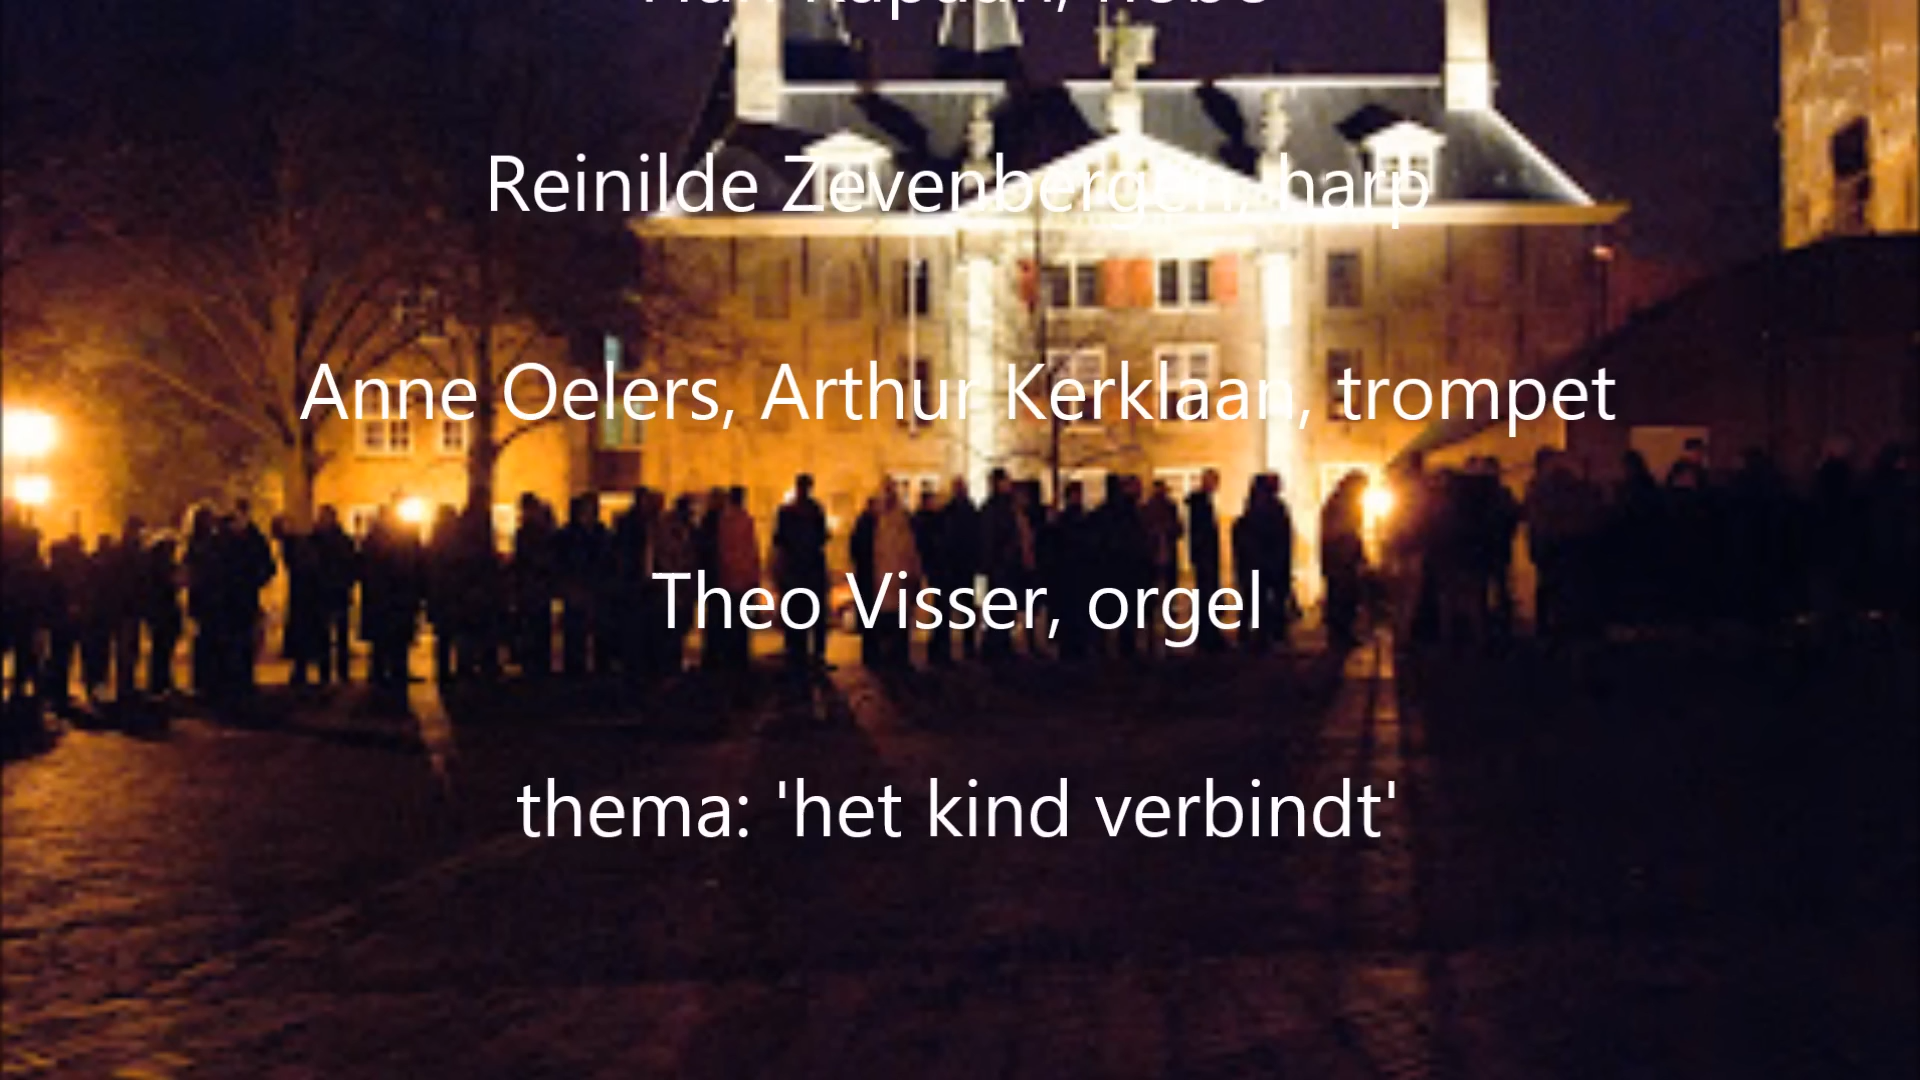 Reinilde Zevenbergen, harp
Anne Oelers, Arthur Kerklaan, trompet
Theo Visser, orgel
thema: 'het kind verbindt'